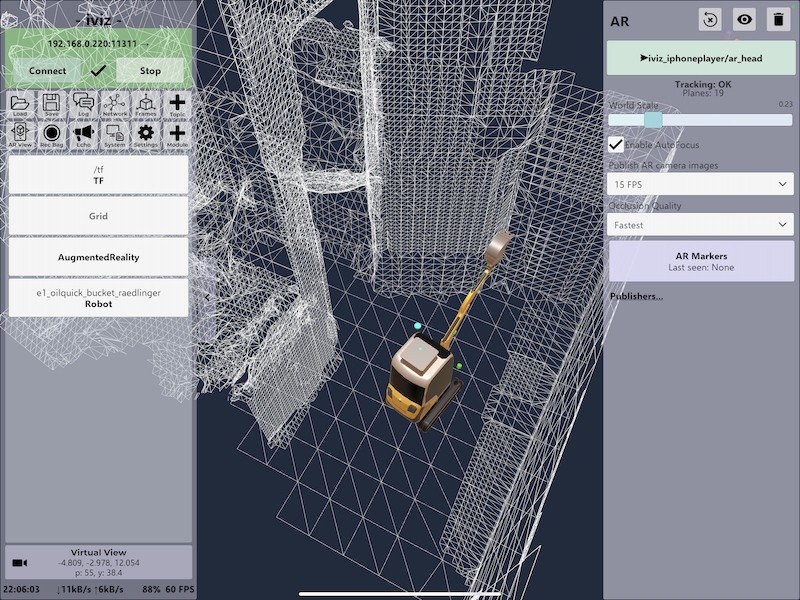 - iviz -
192.168.0.220:11311 →
Connect
Stop
Load
Save
Log
Network
Frames
Topic
AR View
Rec Bag
Echo
System
Settings
Module
/tf
TF
Grid
AugmentedReality
e1_oilquick_bucket_raedlinger
Robot
Virtual View
-4.809, -2.978, 12.054
p: 55, y: 38.4
22:06:03 ↓11kB/s ↑6kB/s 88% 60 FPS
AR
➤iviz_iphoneplayer/ar_head
Tracking: OK
Planes: 19
World Scale 0.23
Enable AutoFocus
Publish AR camera images
15 FPS
Occlusion Quality
Fastest
AR Markers
Last seen: None
Publishers...